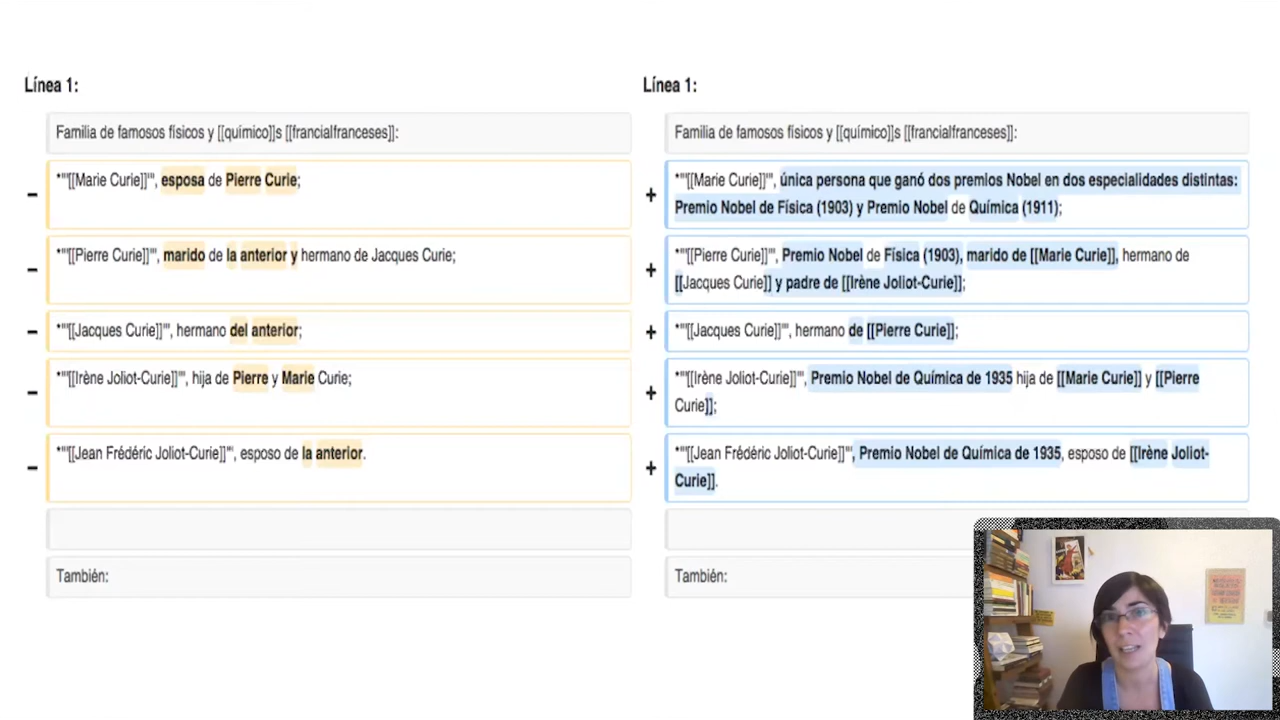 Línea 1:
Familia de famosos físicos y [[químico]]s [[francia|franceses]]:
− *'''[[Marie Curie]]''', esposa de Pierre Curie;
− *'''[[Pierre Curie]]''', marido de la anterior y hermano de Jacques Curie;
− *'''[[Jacques Curie]]''', hermano del anterior;
− *'''[[Irène Joliot-Curie]]''', hija de Pierre y Marie Curie;
− *'''[[Jean Frédéric Joliot-Curie]]''', esposo de la anterior.
También:
Línea 1:
Familia de famosos físicos y [[químico]]s [[francia|franceses]]:
+ *'''[[Marie Curie]]''', única persona que ganó dos premios Nobel en dos especialidades distintas:
Premio Nobel de Física (1903) y Premio Nobel de Química (1911);
+ *'''[[Pierre Curie]]''', Premio Nobel de Física (1903), marido de [[Marie Curie]], hermano de
[[Jacques Curie]] y padre de [[Irène Joliot-Curie]];
+ *'''[[Jacques Curie]]''', hermano de [[Pierre Curie]];
+ *'''[[Irène Joliot-Curie]]''', Premio Nobel de Química de 1935 hija de [[Marie Curie]] y [[Pierre
Curie]];
+ *'''[[Jean Frédéric Joliot-Curie]]''', Premio Nobel de Química de 1935, esposo de [[Irène Joliot-
Curie]].
También: